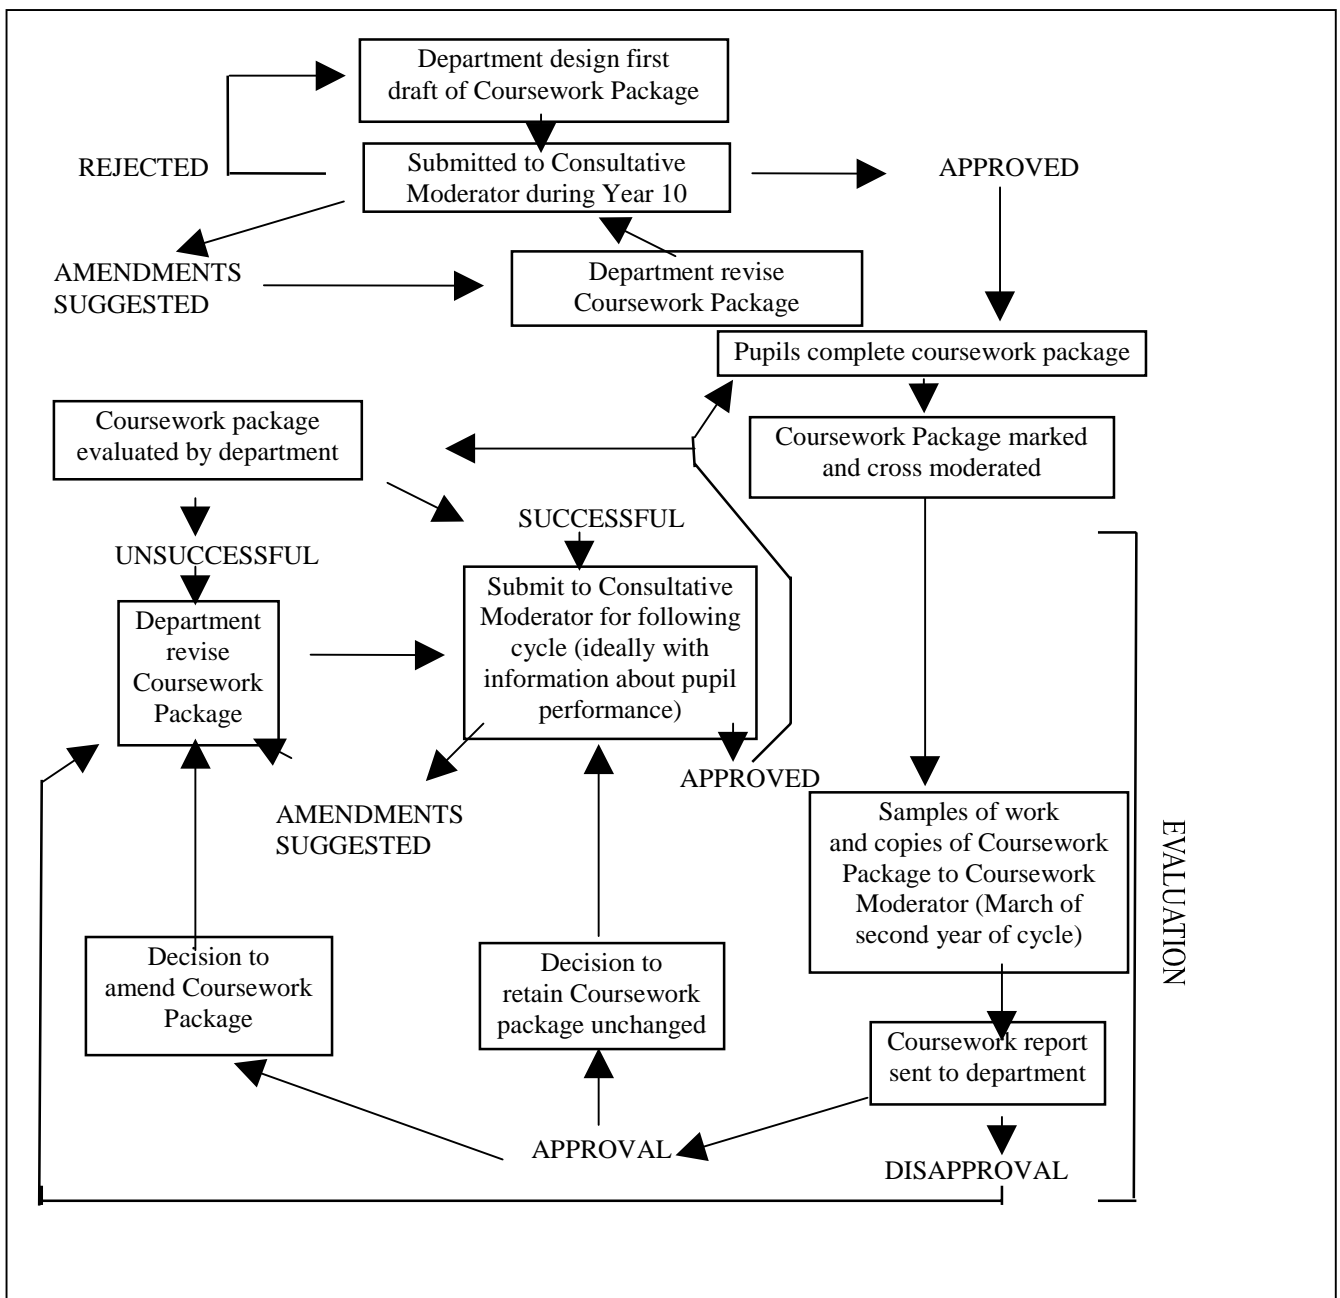 Department design first
draft of Coursework Package
REJECTED
Submitted to Consultative
Moderator during Year 10
APPROVED
AMENDMENTS
SUGGESTED
Department revise
Coursework Package
Pupils complete coursework package
Coursework package
evaluated by department
Coursework Package marked
and cross moderated
SUCCESSFUL
UNSUCCESSFUL
Department
revise
Coursework
Package
Submit to Consultative
Moderator for following
cycle (ideally with
information about pupil
performance)
APPROVED
AMENDMENTS
SUGGESTED
Samples of work
and copies of Coursework
Package to Coursework
Moderator (March of
second year of cycle)
EVALUATION
Decision to
amend Coursework
Package
Decision to
retain Coursework
package unchanged
Coursework report
sent to department
APPROVAL
DISAPPROVAL